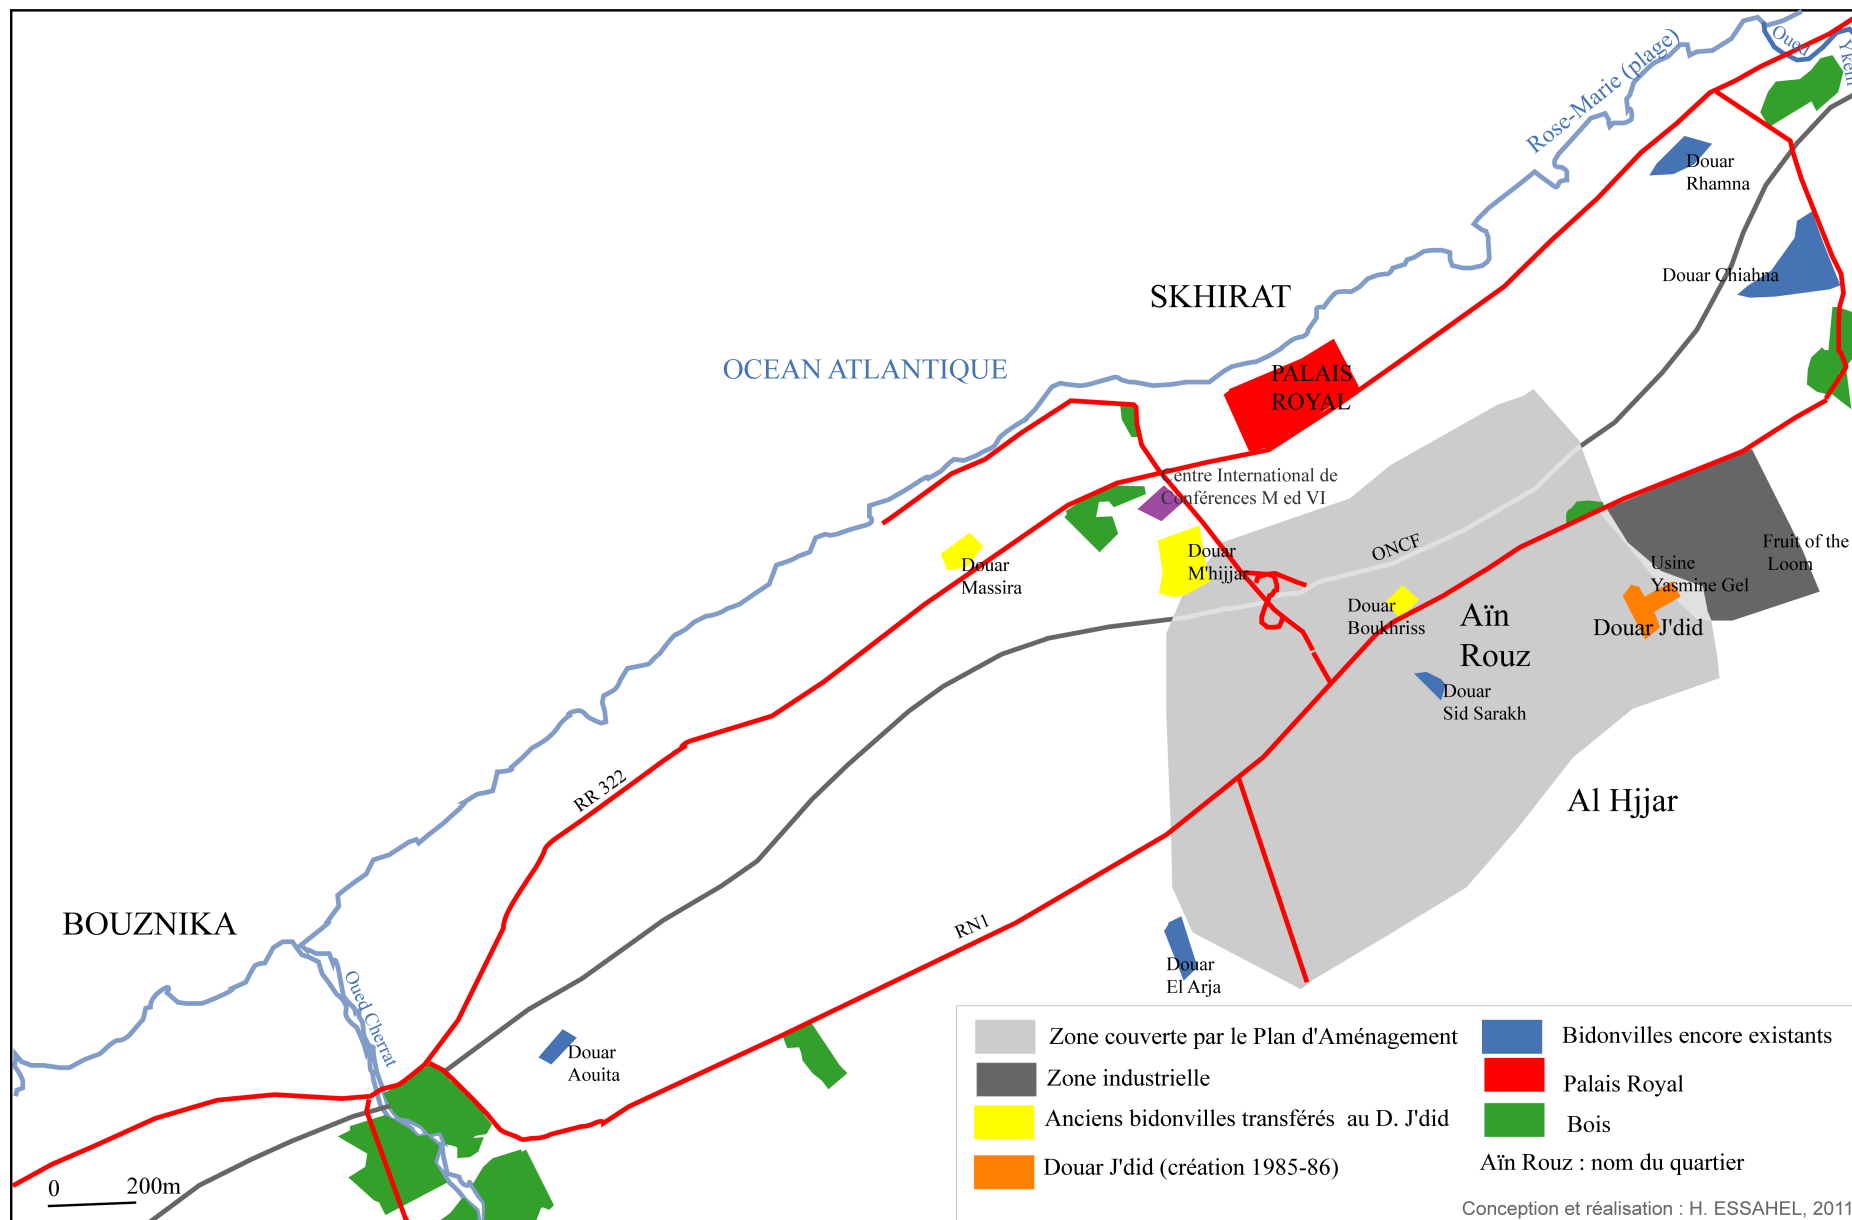 Oued
Ykem
Rose-Marie (plage)
Douar
Rhamna
Douar Chiahna
SKHIRAT
OCEAN ATLANTIQUE
PALAIS
ROYAL
Centre International de
Conférences M ed VI
Douar
M'hijjar
Douar
Massira
ONCF
Fruit of the
Loom
Usine
Yasmine Gel
Douar J'did
Douar
Boukhriss
Aïn
Rouz
Douar
Sid Sarakh
Al Hjjar
RR 322
RN1
BOUZNIKA
Oued Cherrat
Douar
El Arja
Douar
Aouita
0 200m
Zone couverte par le Plan d'Aménagement
Zone industrielle
Anciens bidonvilles transférés au D. J'did
Douar J'did (création 1985-86)
Bidonvilles encore existants
Palais Royal
Bois
Aïn Rouz : nom du quartier
Conception et réalisation : H. ESSAHEL, 2011